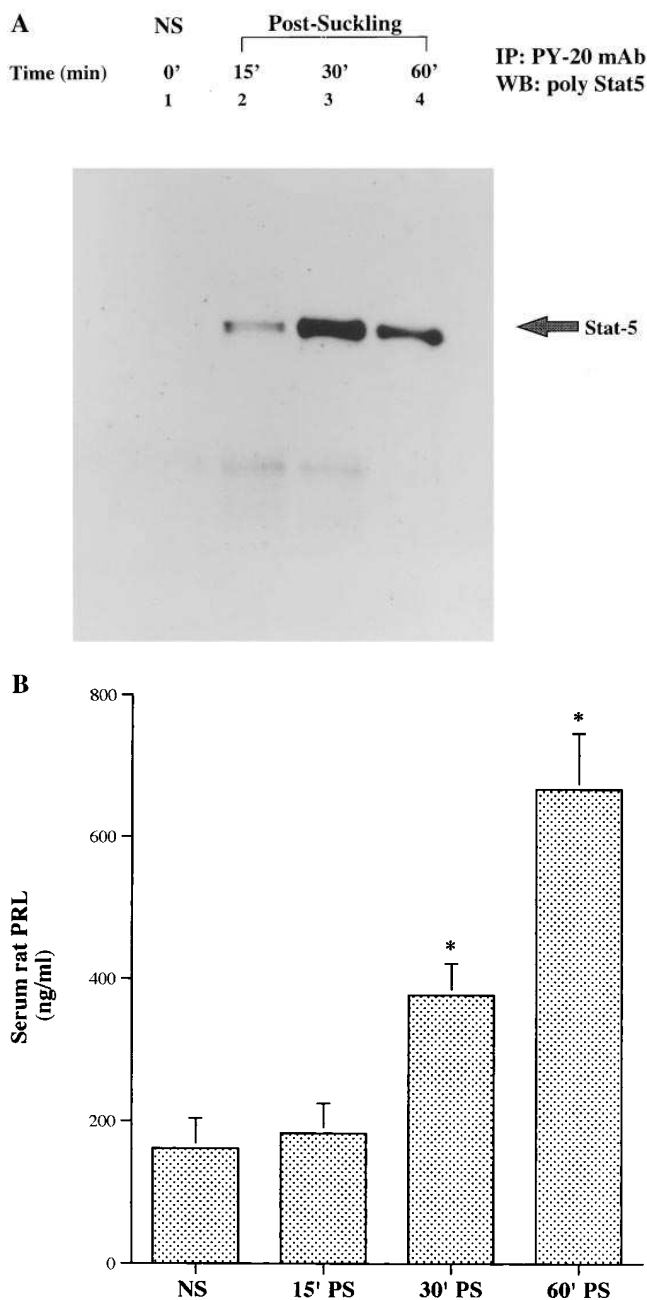 A
NS Post-Suckling
Time (min) 0' 15' 30' 60' IP: PY-20 mAb
1 2 3 4 WB: poly Stat5
Stat-5
B
800
600
400
200
0
Serum rat PRL
(ng/ml)
*
*
NS 15' PS 30' PS 60' PS